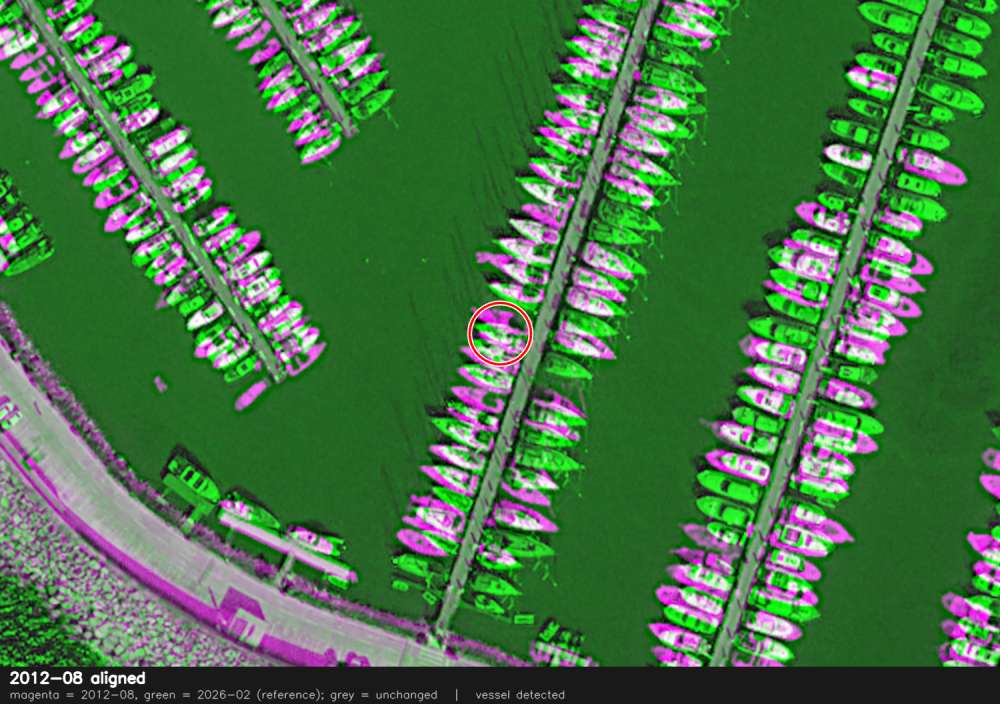 2012-08 aligned
magenta = 2012-08, green = 2026-02 (reference); grey = unchanged | vessel detected